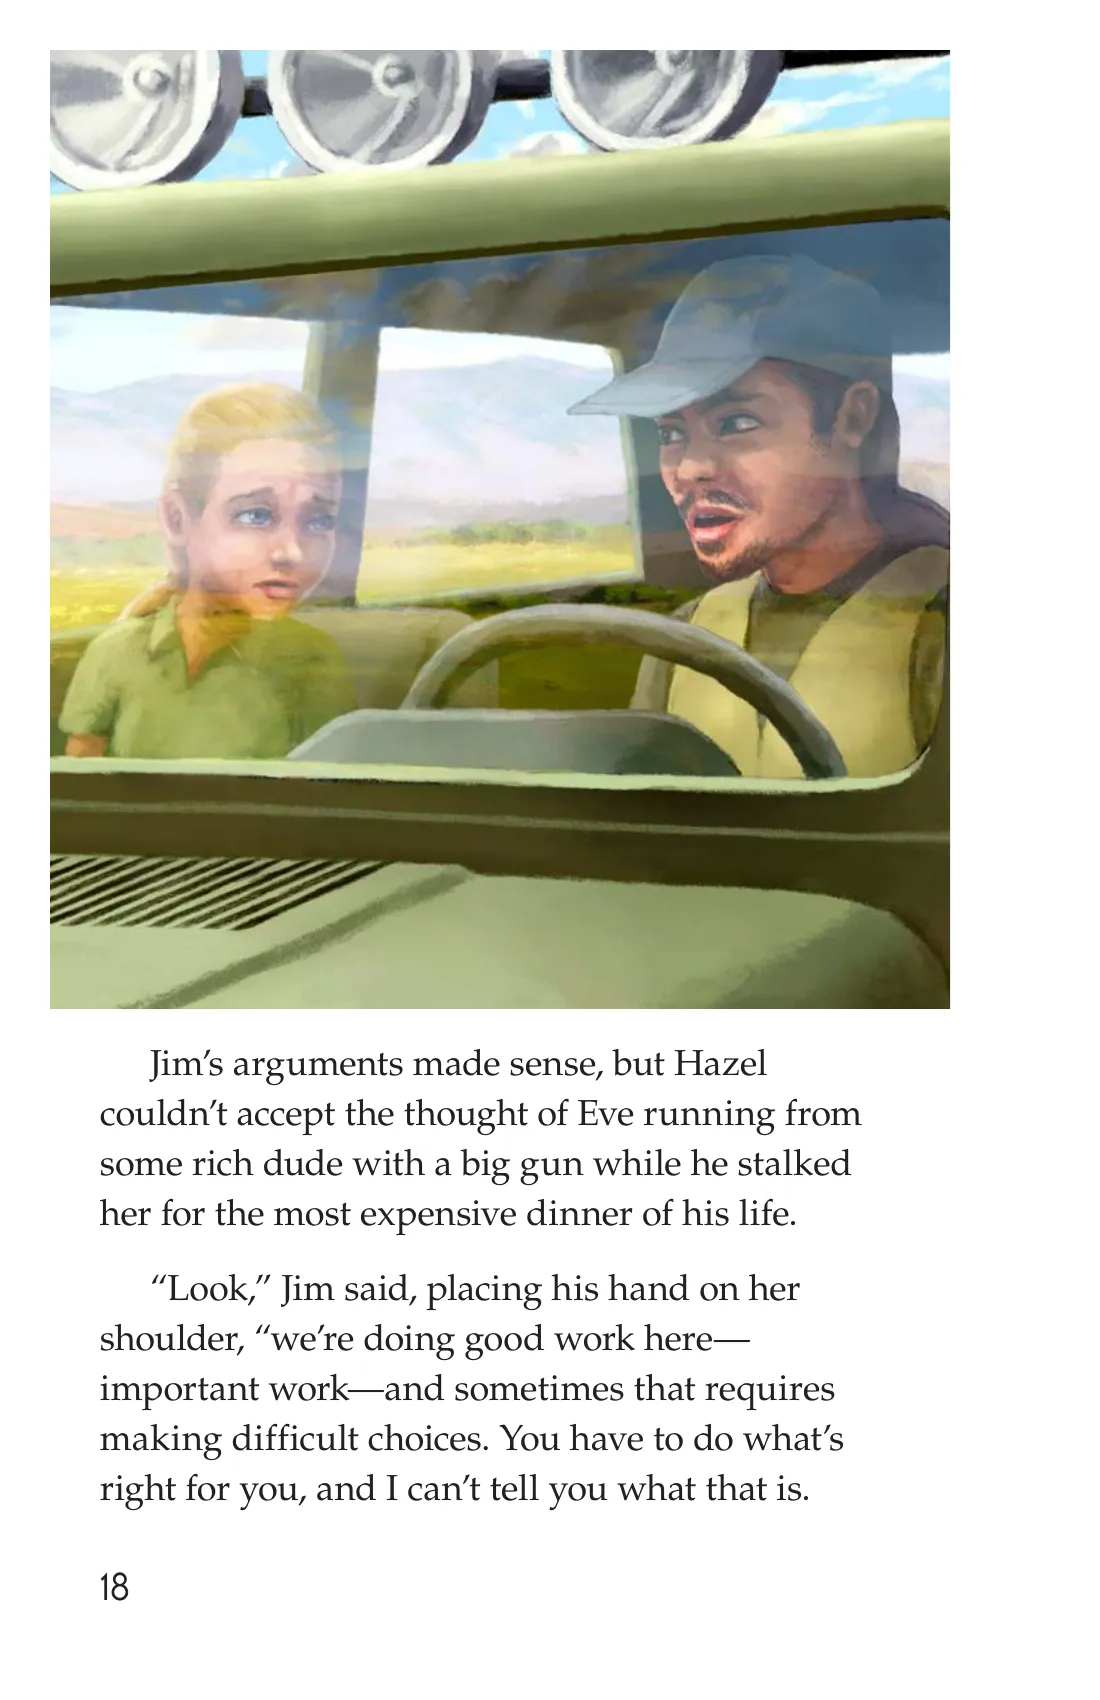 Jim’s arguments made sense, but Hazel
couldn’t accept the thought of Eve running from
some rich dude with a big gun while he stalked
her for the most expensive dinner of his life.
“Look,” Jim said, placing his hand on her
shoulder, “we’re doing good work here—
important work—and sometimes that requires
making difficult choices. You have to do what’s
right for you, and I can’t tell you what that is.
18